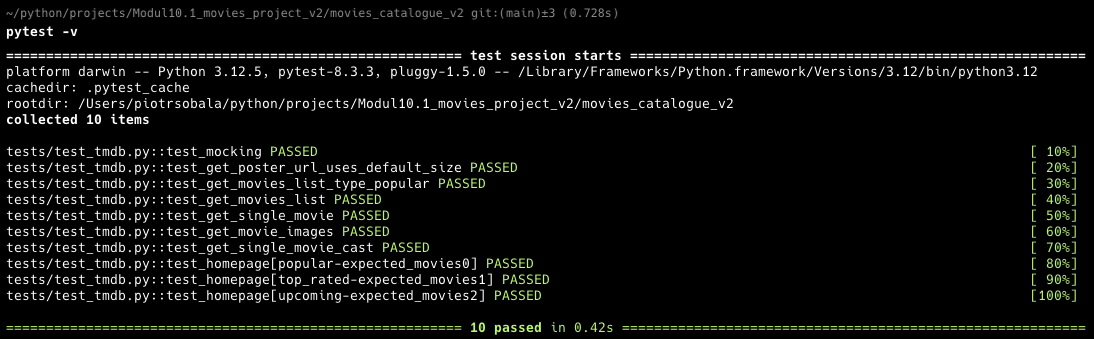 ~/python/projects/Modul10.1_movies_project_v2/movies_catalogue_v2 git:(main)±3 (0.728s)
pytest -v
========================================================= test session starts =========================================================
platform darwin -- Python 3.12.5, pytest-8.3.3, pluggy-1.5.0 -- /Library/Frameworks/Python.framework/Versions/3.12/bin/python3.12
cachedir: .pytest_cache
rootdir: /Users/piotrsobala/python/projects/Modul10.1_movies_project_v2/movies_catalogue_v2
collected 10 items
tests/test_tmdb.py::test_mocking PASSED [ 10%]
tests/test_tmdb.py::test_get_poster_url_uses_default_size PASSED [ 20%]
tests/test_tmdb.py::test_get_movies_list_type_popular PASSED [ 30%]
tests/test_tmdb.py::test_get_movies_list PASSED [ 40%]
tests/test_tmdb.py::test_get_single_movie PASSED [ 50%]
tests/test_tmdb.py::test_get_movie_images PASSED [ 60%]
tests/test_tmdb.py::test_get_single_movie_cast PASSED [ 70%]
tests/test_tmdb.py::test_homepage[popular-expected_movies0] PASSED [ 80%]
tests/test_tmdb.py::test_homepage[top_rated-expected_movies1] PASSED [ 90%]
tests/test_tmdb.py::test_homepage[upcoming-expected_movies2] PASSED [100%]
========================================================= 10 passed in 0.42s ==========================================================